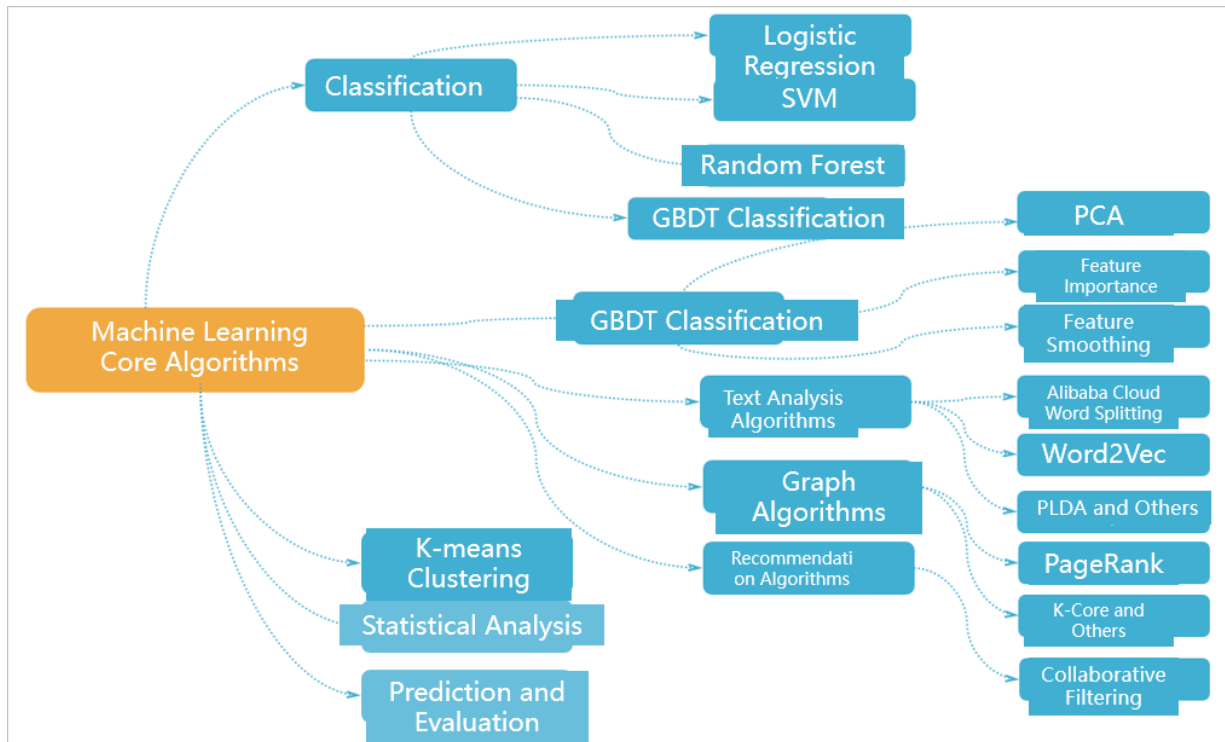 Logistic
Regression
Classification
SVM
Random Forest
GBDT Classification
PCA
Feature
Importance
Machine Learning
Core Algorithms
GBDT Classification
Feature
Smoothing
Text Analysis
Algorithms
Alibaba Cloud
Word Splitting
Word2Vec
Graph
Algorithms
PLDA and Others
K-means
Clustering
Recommendati
on Algorithms
PageRank
Statistical Analysis
K-Core and
Others
Prediction and
Evaluation
Collaborative
Filtering